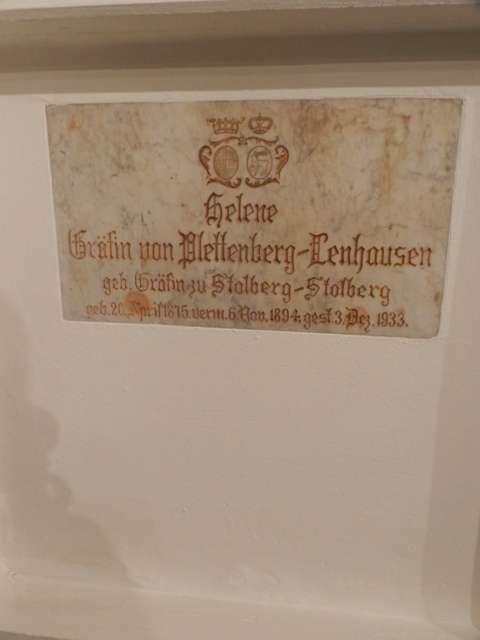 Helene
Gräfin von Plettenberg-Lenhausen
geb. Gräfin zu Stolberg-Stolberg
geb. 20. April 1875. verm. 6. Nov. 1894. gest. 3. Dez. 1933.